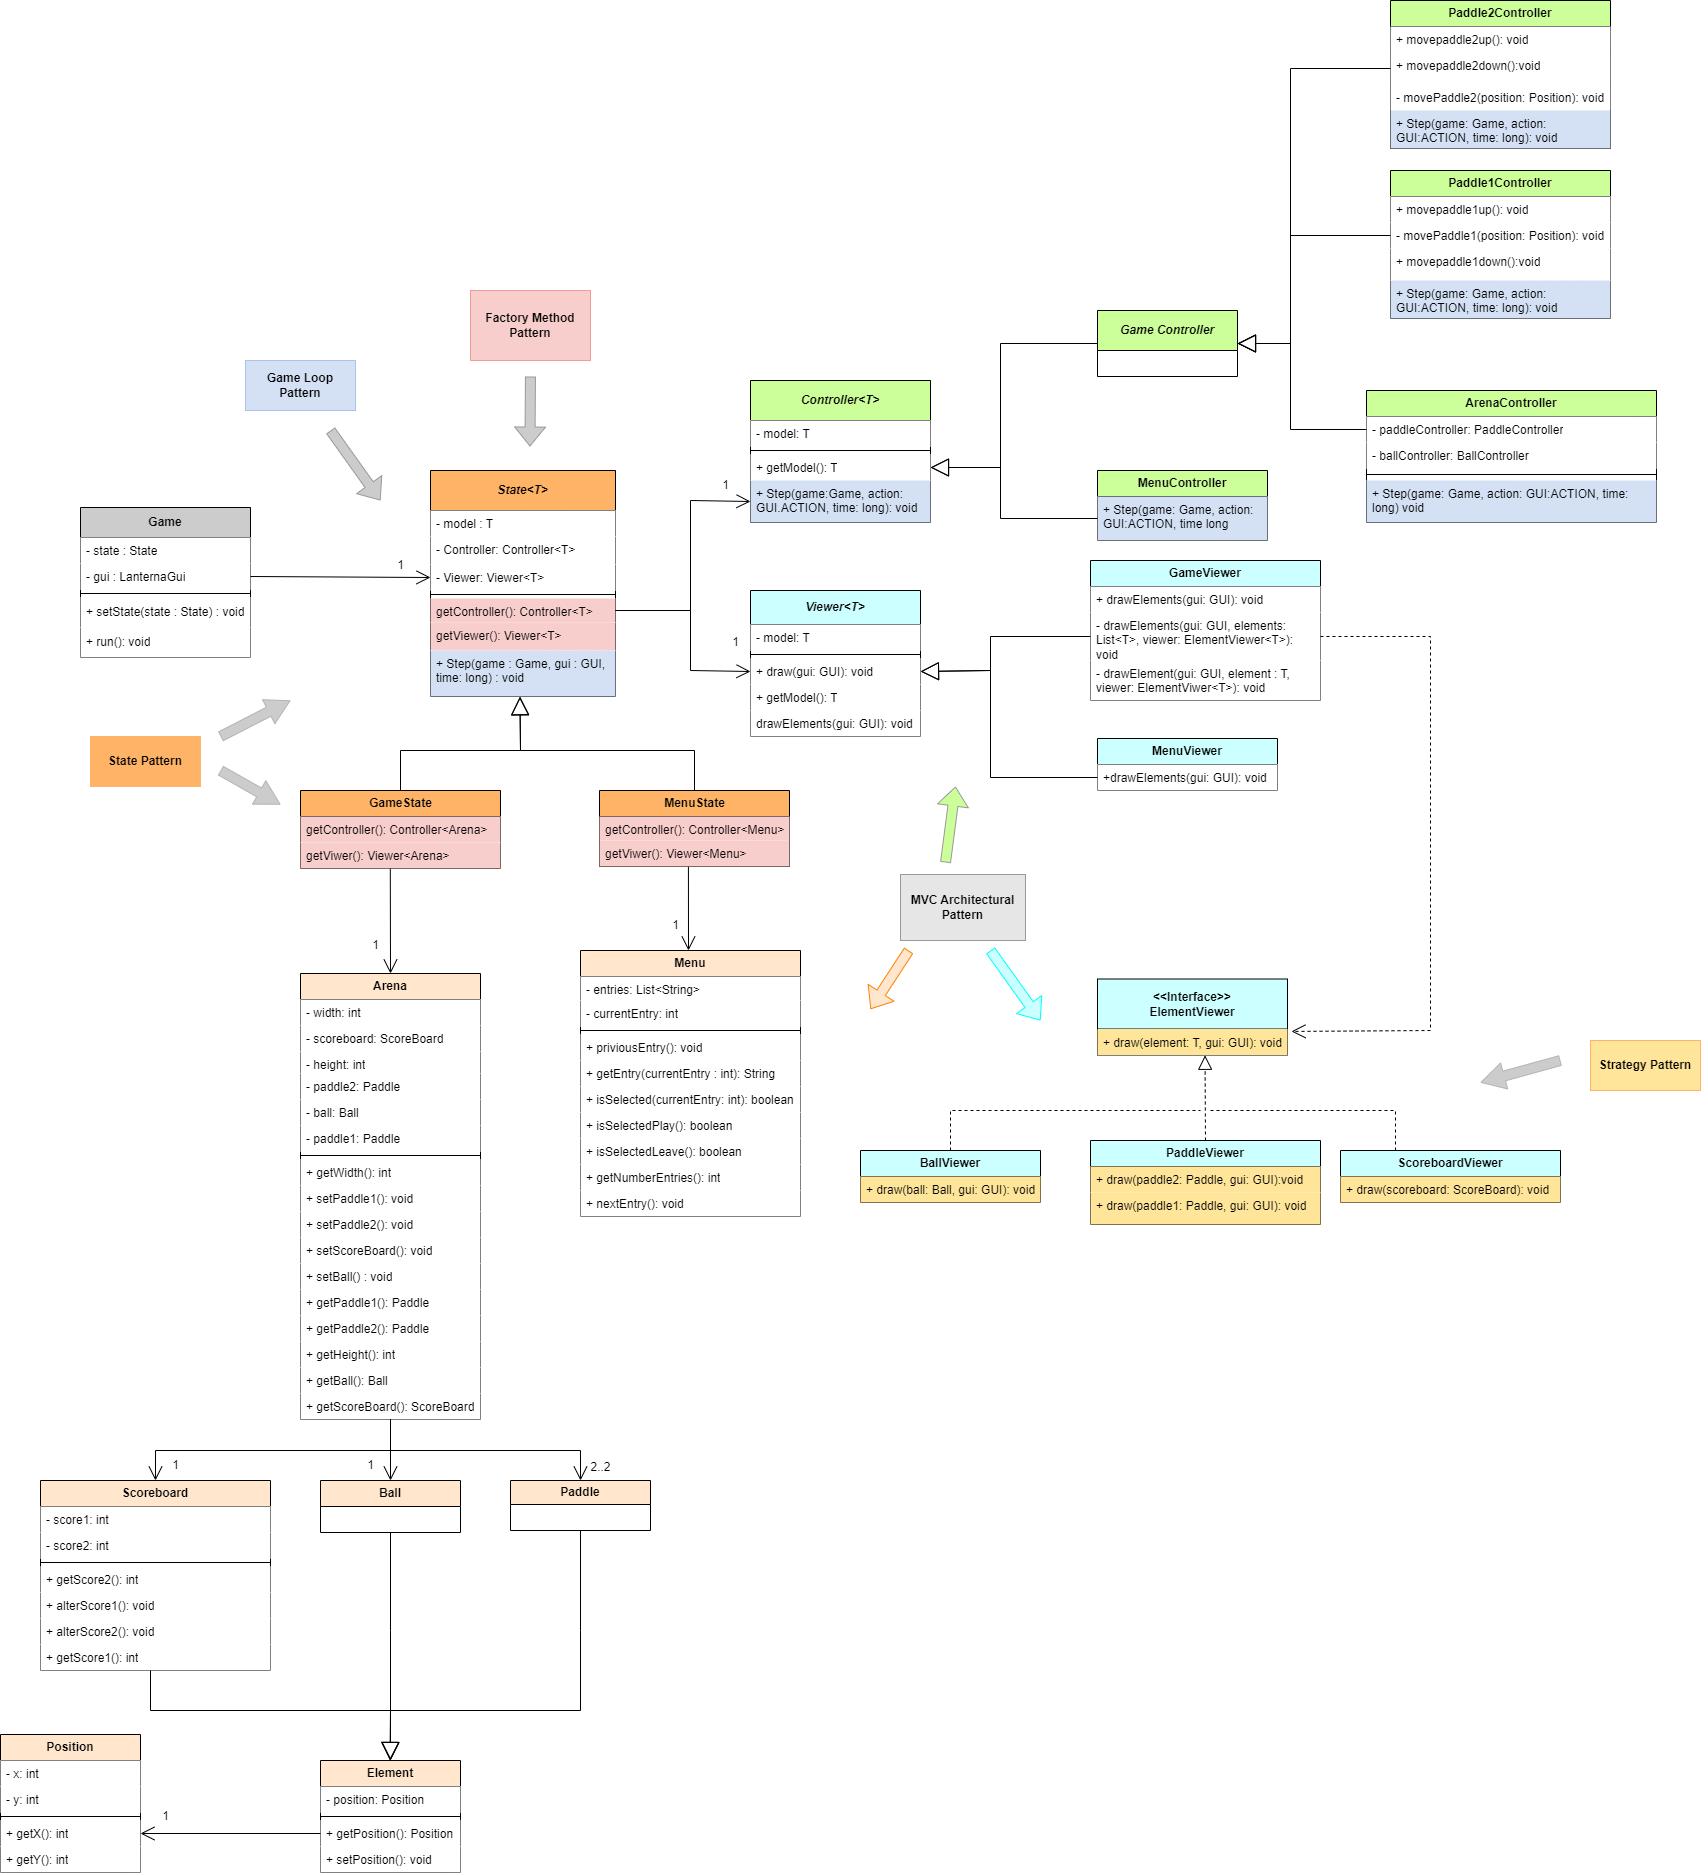 Paddle2Controller
+ movepaddle2up(): void
+ movepaddle2down():void
- movePaddle2(position: Position): void
+ Step(game: Game, action:
GUI:ACTION, time: long): void
Paddle1Controller
+ movepaddle1up(): void
- movePaddle1(position: Position): void
+ movepaddle1down():void
+ Step(game: Game, action:
GUI:ACTION, time: long): void
Factory Method
Pattern
Game Loop
Pattern
Game Controller
Controller<T>
- model: T
+ getModel(): T
+ Step(game:Game, action:
GUI.ACTION, time: long): void
1
ArenaController
- paddleController: PaddleController
- ballController: BallController
+ Step(game: Game, action: GUI:ACTION, time:
long) void
MenuController
+ Step(game: Game, action:
GUI:ACTION, time long
State<T>
- model : T
- Controller: Controller<T>
- Viewer: Viewer<T>
getController(): Controller<T>
getViewer(): Viewer<T>
+ Step(game : Game, gui : GUI,
time: long) : void
Game
- state : State
- gui : LanternaGui
+ setState(state : State) : void
+ run(): void
1
GameViewer
+ drawElements(gui: GUI): void
- drawElements(gui: GUI, elements:
List<T>, viewer: ElementViewer<T>):
void
- drawElement(gui: GUI, element : T,
viewer: ElementViwer<T>): void
Viewer<T>
- model: T
+ draw(gui: GUI): void
+ getModel(): T
drawElements(gui: GUI): void
1
State Pattern
MenuViewer
+drawElements(gui: GUI): void
GameState
getController(): Controller<Arena>
getViwer(): Viewer<Arena>
MenuState
getController(): Controller<Menu>
getViwer(): Viewer<Menu>
MVC Architectural
Pattern
1
1
Menu
- entries: List<String>
- currentEntry: int
+ priviousEntry(): void
+ getEntry(currentEntry : int): String
+ isSelected(currentEntry: int): boolean
+ isSelectedPlay(): boolean
+ isSelectedLeave(): boolean
+ getNumberEntries(): int
+ nextEntry(): void
Arena
- width: int
- scoreboard: ScoreBoard
- height: int
- paddle2: Paddle
- ball: Ball
- paddle1: Paddle
+ getWidth(): int
+ setPaddle1(): void
+ setPaddle2(): void
+ setScoreBoard(): void
+ setBall() : void
+ getPaddle1(): Paddle
+ getPaddle2(): Paddle
+ getHeight(): int
+ getBall(): Ball
+ getScoreBoard(): ScoreBoard
<<Interface>>
ElementViewer
+ draw(element: T, gui: GUI): void
Strategy Pattern
BallViewer
+ draw(ball: Ball, gui: GUI): void
PaddleViewer
+ draw(paddle2: Paddle, gui: GUI):void
+ draw(paddle1: Paddle, gui: GUI): void
ScoreboardViewer
+ draw(scoreboard: ScoreBoard): void
1
1
2..2
Scoreboard
- score1: int
- score2: int
+ getScore2(): int
+ alterScore1(): void
+ alterScore2(): void
+ getScore1(): int
Ball
Paddle
Position
- x: int
- y: int
+ getX(): int
+ getY(): int
1
Element
- position: Position
+ getPosition(): Position
+ setPosition(): void